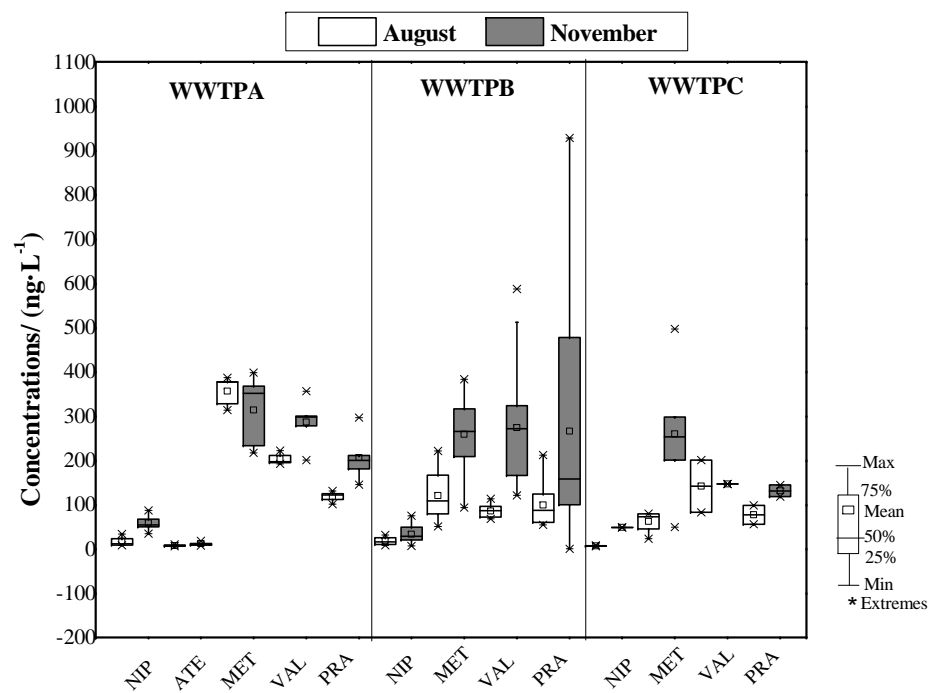 August November
1100
1000
900
800
700
600
500
400
300
200
100
0
-100
-200
Concentrations/ (ng·L⁻¹)
WWTPA WWTPB WWTPC
NIP ATE MET VAL PRA NIP MET VAL PRA NIP MET VAL PRA
Max
75%
Mean
50%
25%
Min
* Extremes